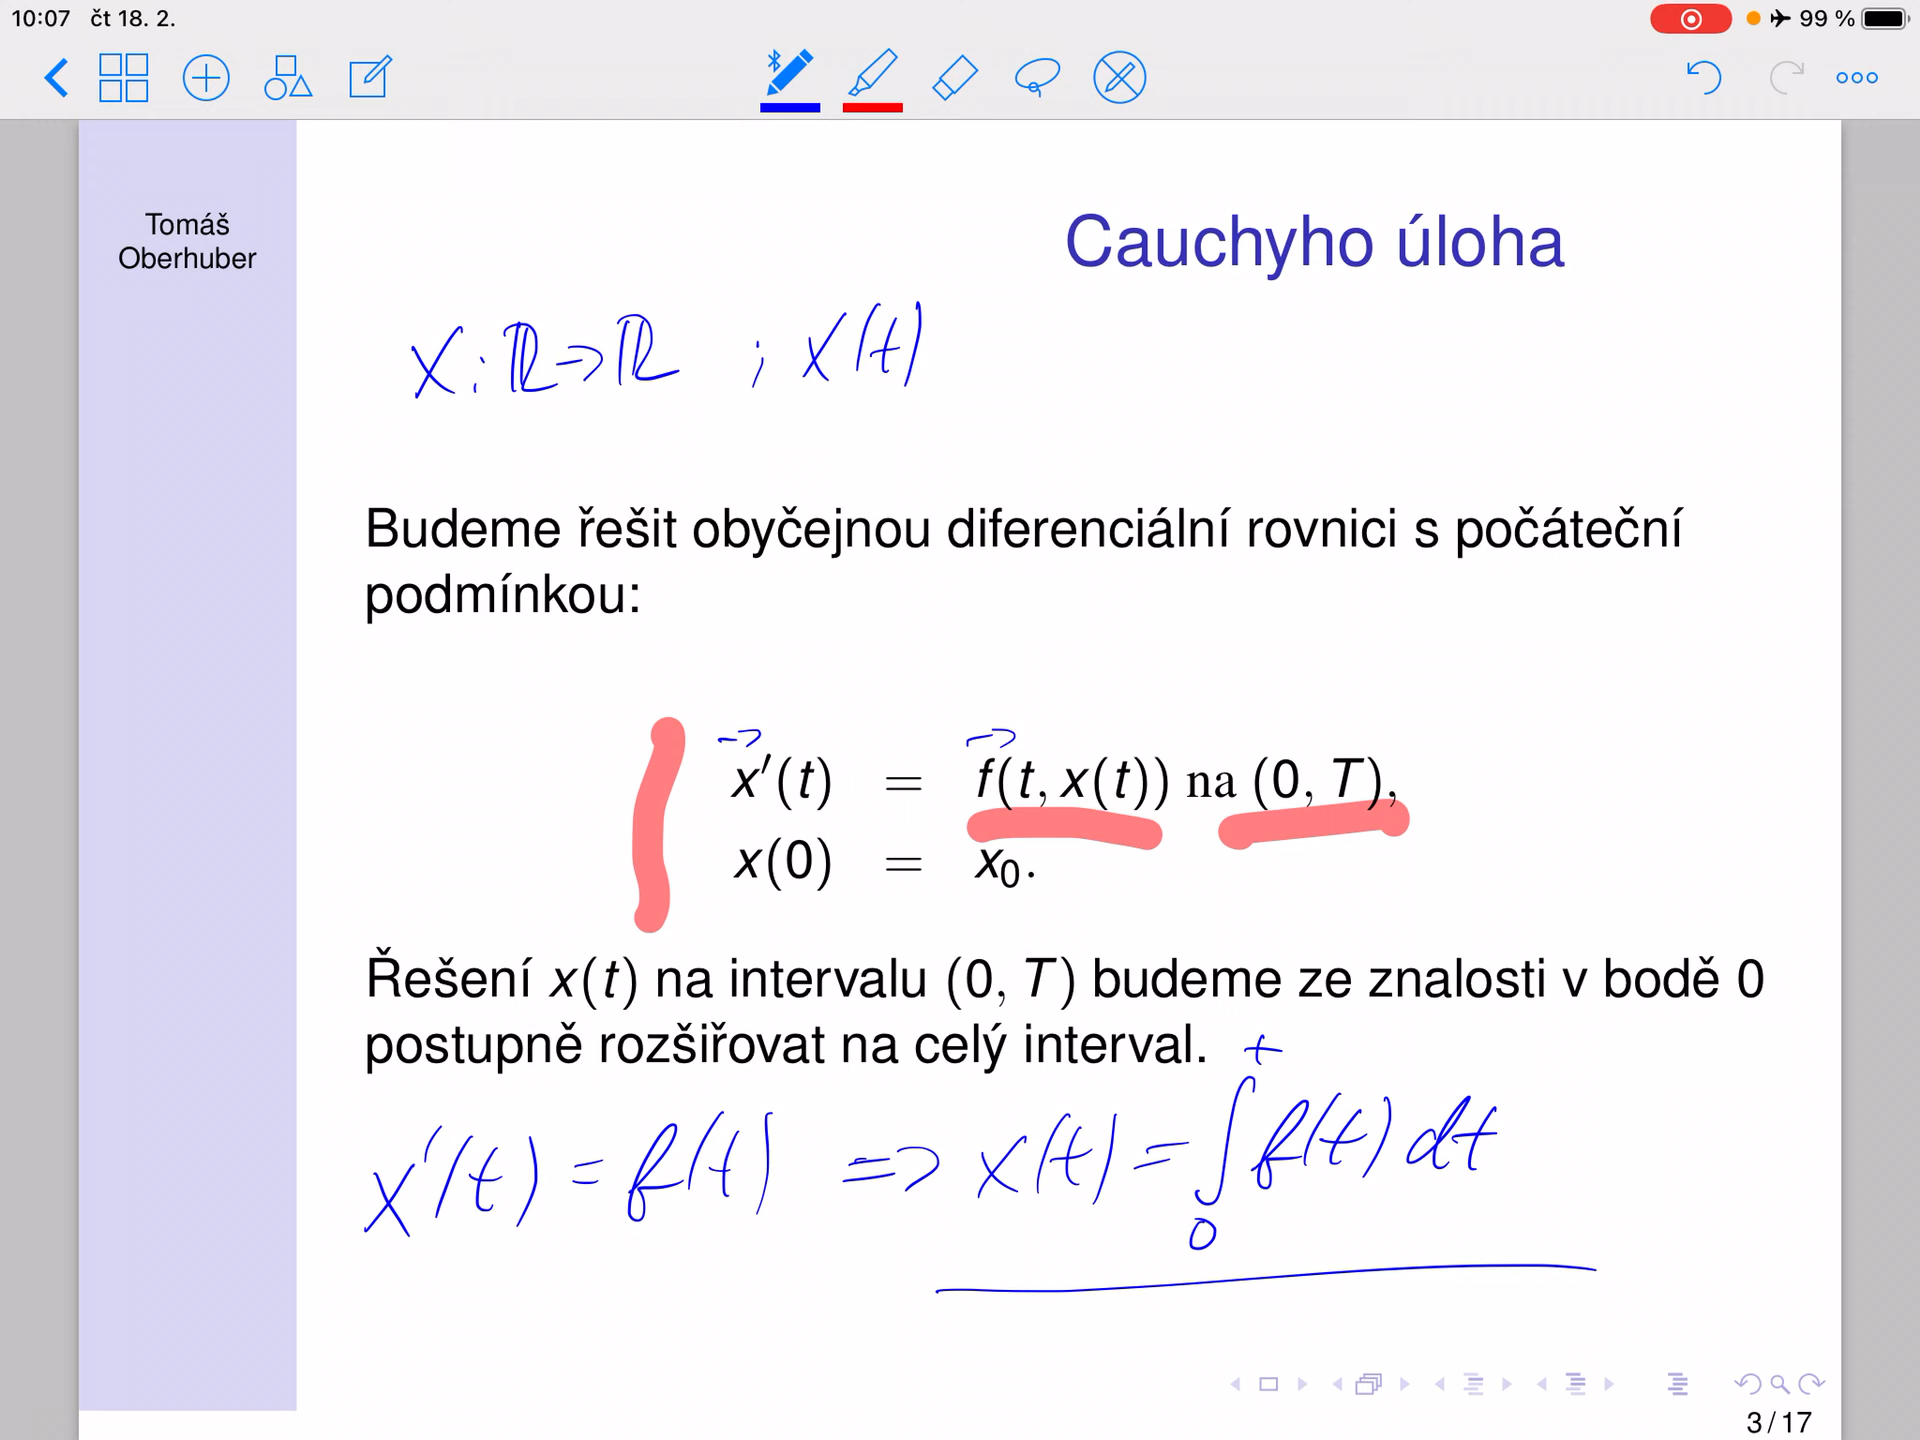 10:07 čt 18. 2.
99 %
Tomáš
Oberhuber
Cauchyho úloha
X : ℝ → ℝ ; X(t)
Budeme řešit obyčejnou diferenciální rovnici s počáteční
podmínkou:
x′(t) = f(t, x(t)) na (0, T),
x(0) = x₀.
Řešení x(t) na intervalu (0, T) budeme ze znalosti v bodě 0
postupně rozšiřovat na celý interval.
X′(t) = f(t) ⇒ x(t) = ∫₀ᵗ f(t) dt
3 / 17